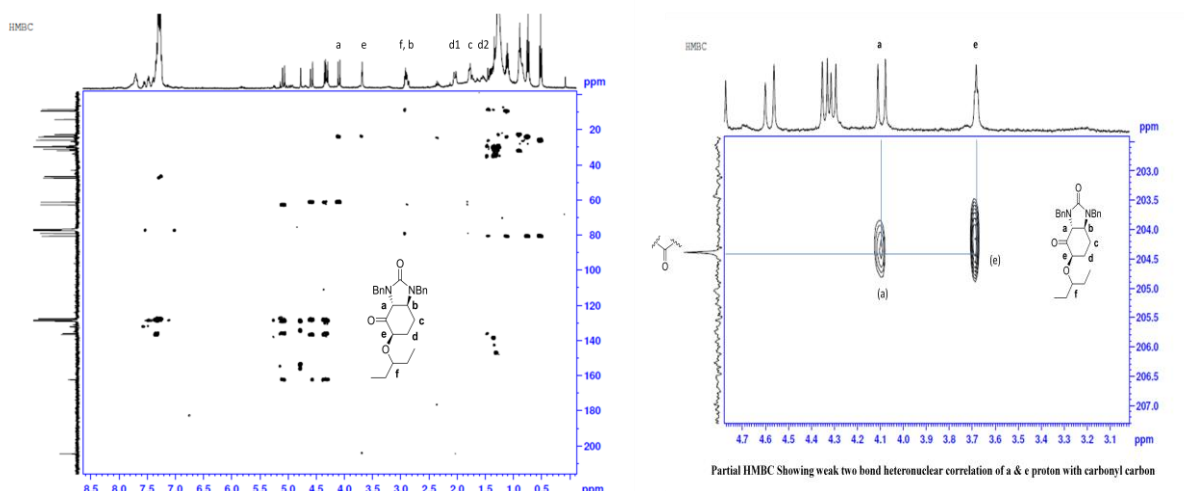 HMBC
a e f, b d1 c d2
ppm
20
40
60
80
100
120
140
160
180
200
8.5 8.0 7.5 7.0 6.5 6.0 5.5 5.0 4.5 4.0 3.5 3.0 2.5 2.0 1.5 1.0 0.5 ppm
O
BnN NBn
a b
O c
e d
O
f
HMBC
a e
ppm
203.0
203.5
204.0
204.5
205.0
205.5
206.0
206.5
207.0
O
(a)
(e)
O
BnN NBn
a b
O c
e d
O
f
4.7 4.6 4.5 4.4 4.3 4.2 4.1 4.0 3.9 3.8 3.7 3.6 3.5 3.4 3.3 3.2 3.1 ppm
Partial HMBC Showing weak two bond heteronuclear correlation of a & e proton with carbonyl carbon